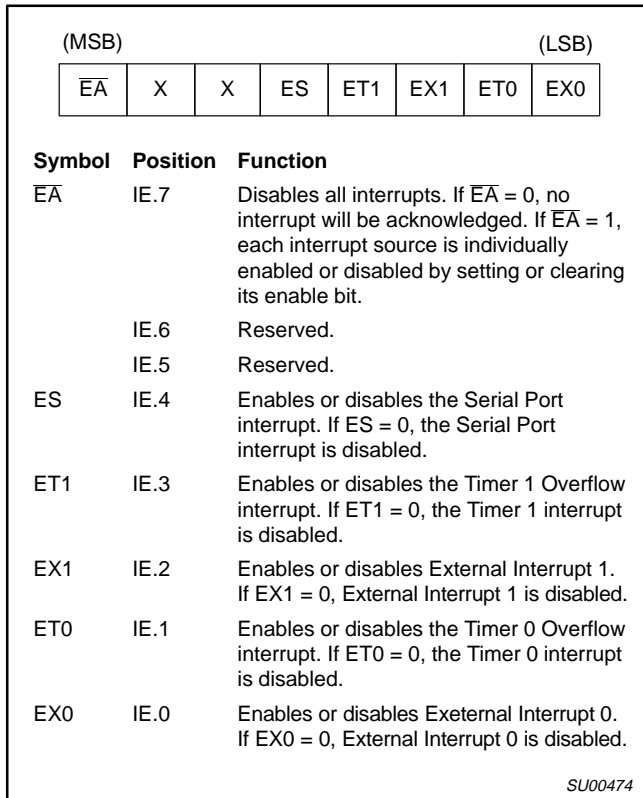 (MSB) (LSB)
E̅A̅ X X ES ET1 EX1 ET0 EX0
Symbol Position Function
E̅A̅ IE.7 Disables all interrupts. If E̅A̅ = 0, no
interrupt will be acknowledged. If E̅A̅ = 1,
each interrupt source is individually
enabled or disabled by setting or clearing
its enable bit.
IE.6 Reserved.
IE.5 Reserved.
ES IE.4 Enables or disables the Serial Port
interrupt. If ES = 0, the Serial Port
interrupt is disabled.
ET1 IE.3 Enables or disables the Timer 1 Overflow
interrupt. If ET1 = 0, the Timer 1 interrupt
is disabled.
EX1 IE.2 Enables or disables External Interrupt 1.
If EX1 = 0, External Interrupt 1 is disabled.
ET0 IE.1 Enables or disables the Timer 0 Overflow
interrupt. If ET0 = 0, the Timer 0 interrupt
is disabled.
EX0 IE.0 Enables or disables Exeternal Interrupt 0.
If EX0 = 0, External Interrupt 0 is disabled.
SU00474